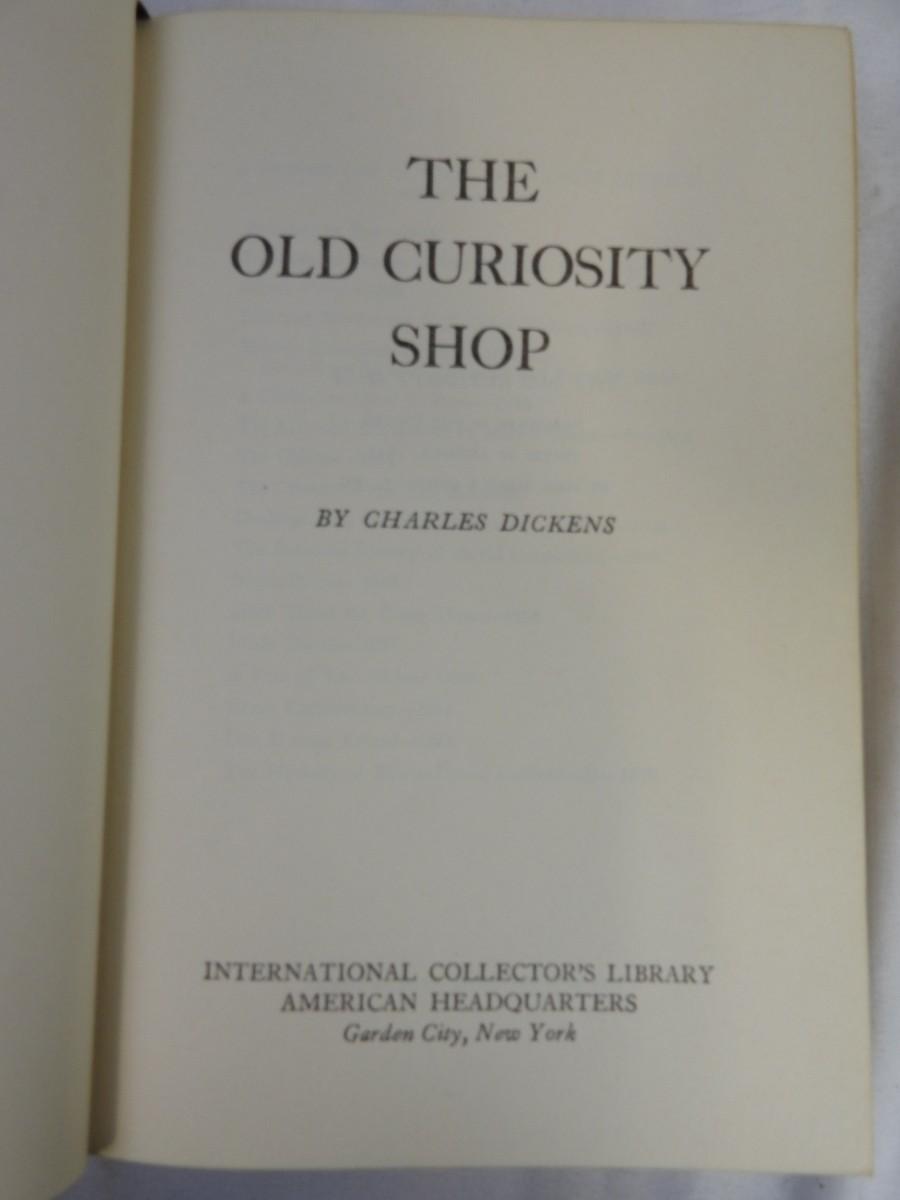 THE
OLD CURIOSITY
SHOP
BY CHARLES DICKENS
INTERNATIONAL COLLECTOR'S LIBRARY
AMERICAN HEADQUARTERS
Garden City, New York